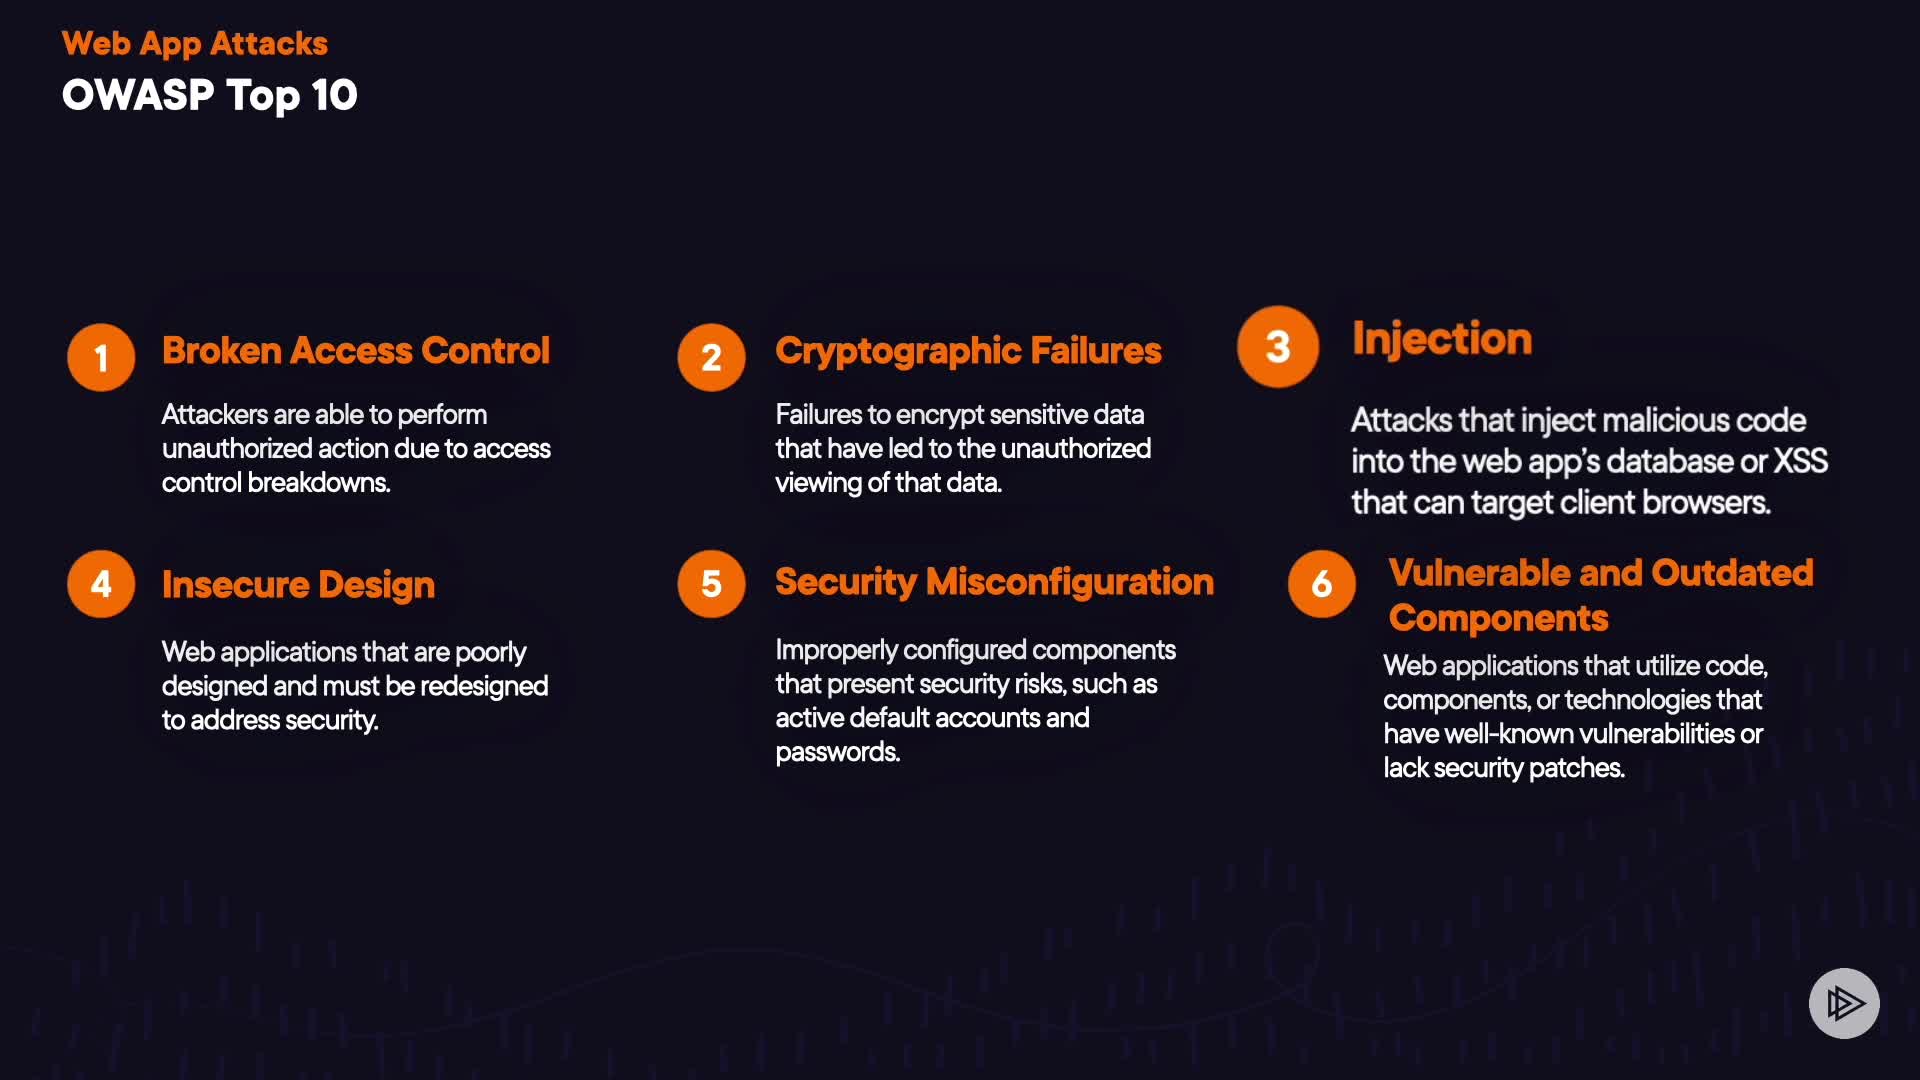 Web App Attacks
OWASP Top 10
1
Broken Access Control
Attackers are able to perform
unauthorized action due to access
control breakdowns.
2
Cryptographic Failures
Failures to encrypt sensitive data
that have led to the unauthorized
viewing of that data.
3
Injection
Attacks that inject malicious code
into the web app's database or XSS
that can target client browsers.
4
Insecure Design
Web applications that are poorly
designed and must be redesigned
to address security.
5
Security Misconfiguration
Improperly configured components
that present security risks, such as
active default accounts and
passwords.
6
Vulnerable and Outdated
Components
Web applications that utilize code,
components, or technologies that
have well-known vulnerabilities or
lack security patches.